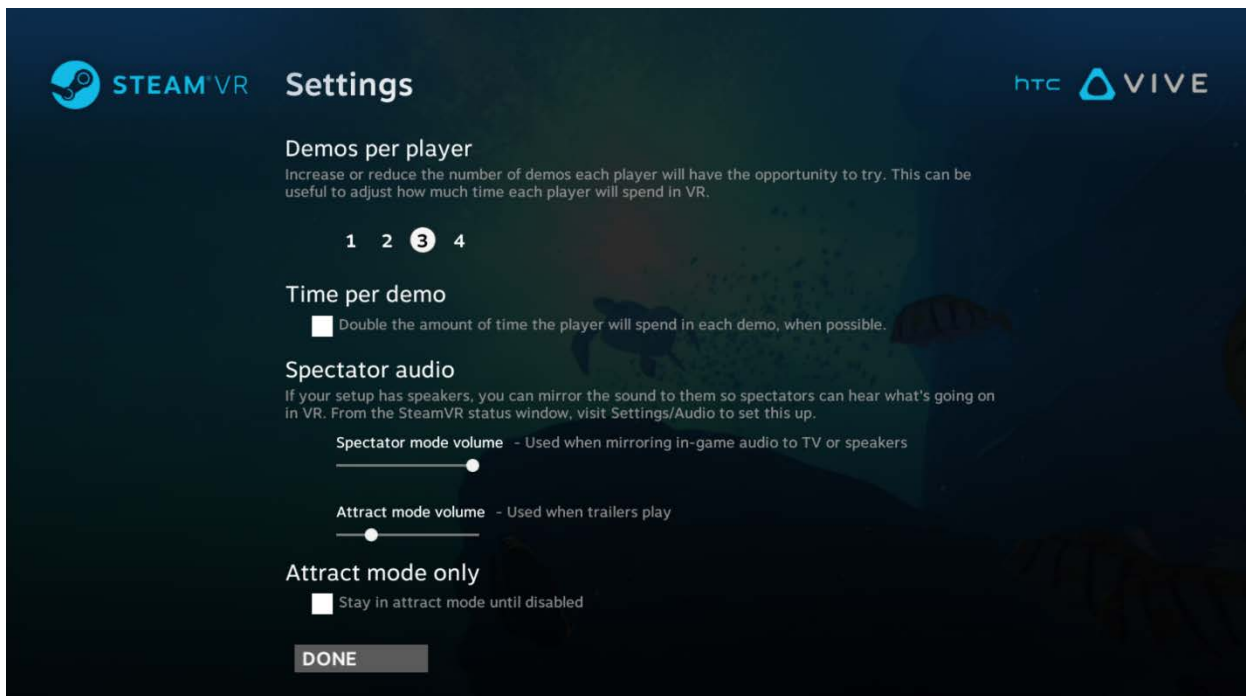 STEAM®VR Settings hTC VIVE
Demos per player
Increase or reduce the number of demos each player will have the opportunity to try. This can be
useful to adjust how much time each player will spend in VR.
1 2 3 4
Time per demo
Double the amount of time the player will spend in each demo, when possible.
Spectator audio
If your setup has speakers, you can mirror the sound to them so spectators can hear what's going on
in VR. From the SteamVR status window, visit Settings/Audio to set this up.
Spectator mode volume - Used when mirroring in-game audio to TV or speakers
Attract mode volume - Used when trailers play
Attract mode only
Stay in attract mode until disabled
DONE